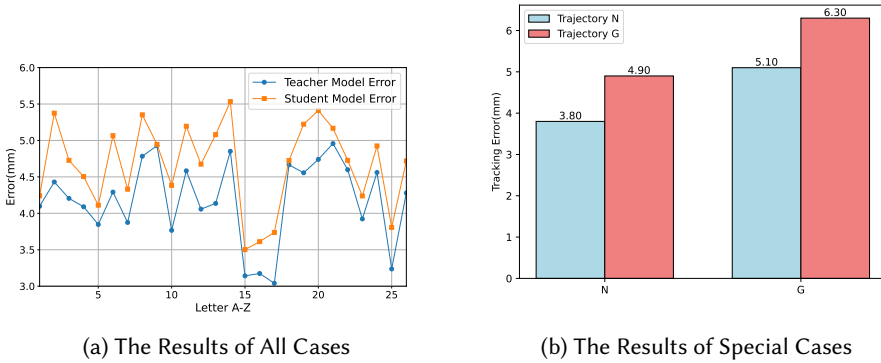 6.0
5.5
5.0
4.5
4.0
3.5
3.0
Error(mm)
Teacher Model Error
Student Model Error
5 10 15 20 25
Letter A-Z
(a) The Results of All Cases
6
5
4
3
2
1
0
Tracking Error(mm)
Trajectory N
Trajectory G
3.80
4.90
5.10
6.30
N G
(b) The Results of Special Cases